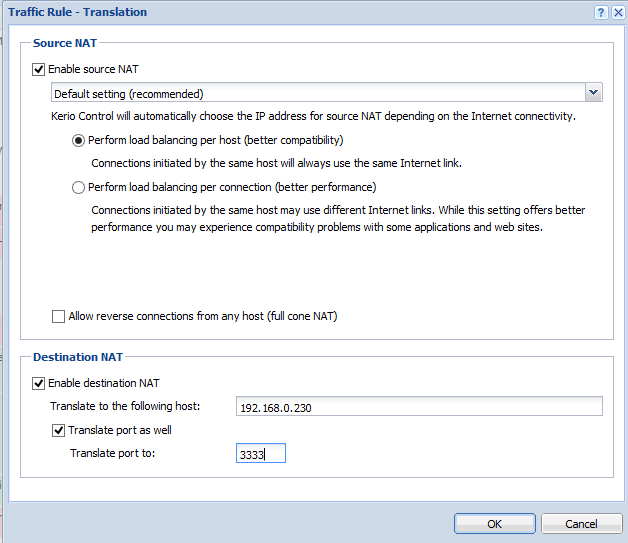 Traffic Rule - Translation
Source NAT
Enable source NAT
Default setting (recommended)
Kerio Control will automatically choose the IP address for source NAT depending on the Internet connectivity.
Perform load balancing per host (better compatibility)
Connections initiated by the same host will always use the same Internet link.
Perform load balancing per connection (better performance)
Connections initiated by the same host may use different Internet links. While this setting offers better
performance you may experience compatibility problems with some applications and web sites.
Allow reverse connections from any host (full cone NAT)
Destination NAT
Enable destination NAT
Translate to the following host: 192.168.0.230
Translate port as well
Translate port to: 3333
OK Cancel